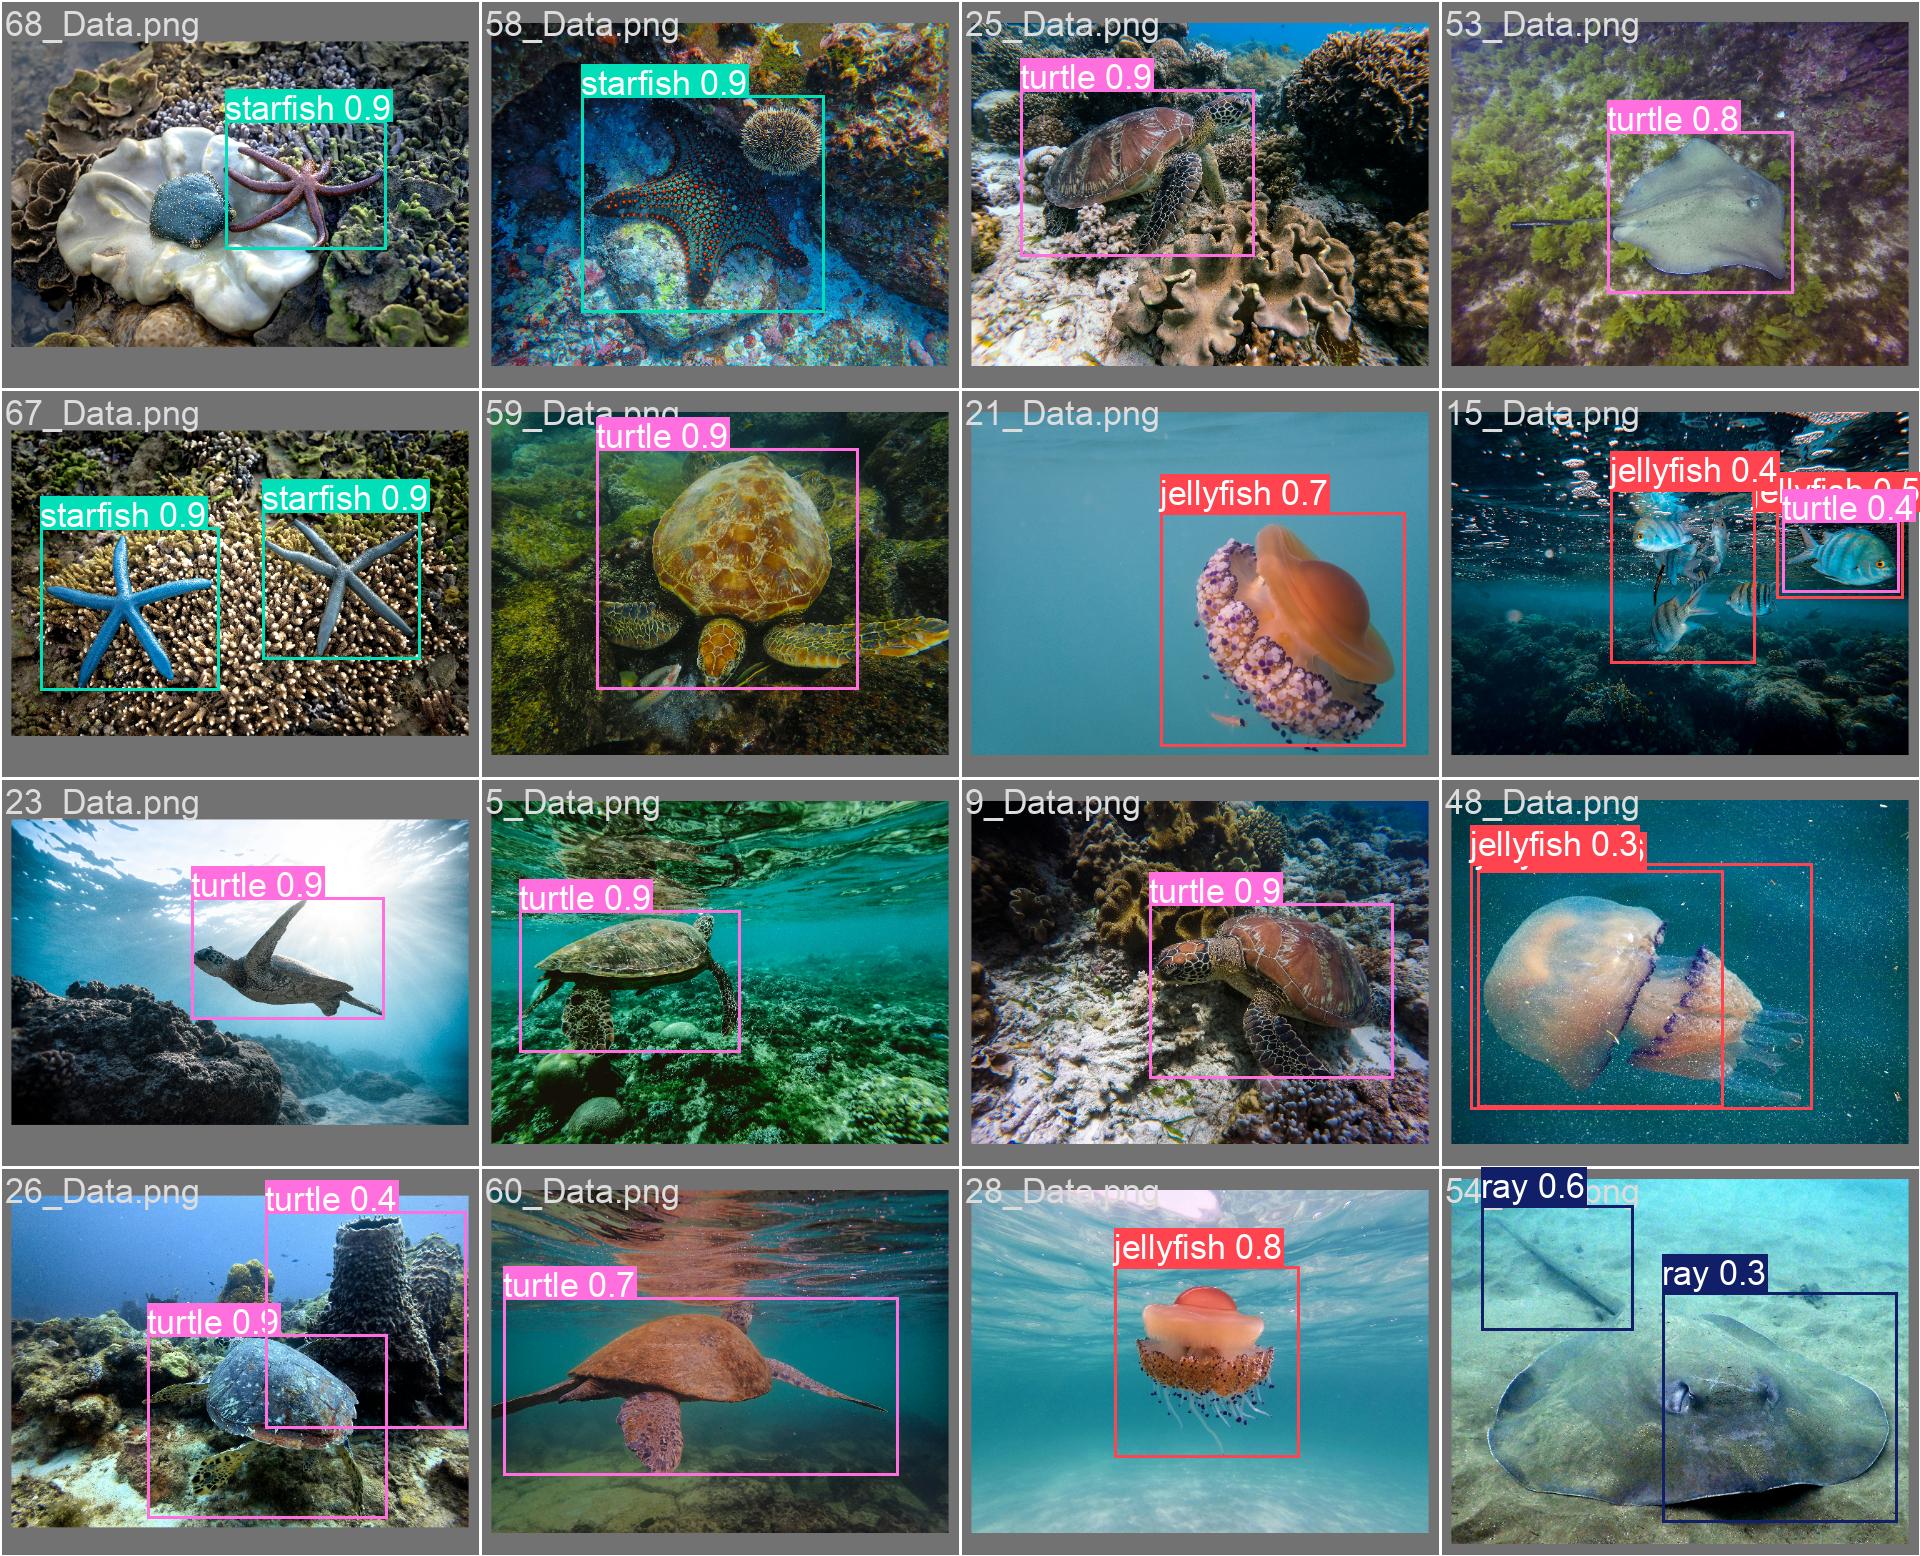 68_Data.png
starfish 0.9
58_Data.png
starfish 0.9
25_Data.png
turtle 0.9
53_Data.png
turtle 0.8
67_Data.png
starfish 0.9
starfish 0.9
59_Data.png
turtle 0.9
21_Data.png
jellyfish 0.7
15_Data.png
jellyfish 0.4
jellyfish 0.5
turtle 0.4
23_Data.png
turtle 0.9
5_Data.png
turtle 0.9
9_Data.png
turtle 0.9
48_Data.png
jellyfish 0.3
26_Data.png
turtle 0.4
turtle 0.9
60_Data.png
turtle 0.7
28_Data.png
jellyfish 0.8
54 png
ray 0.6
ray 0.3